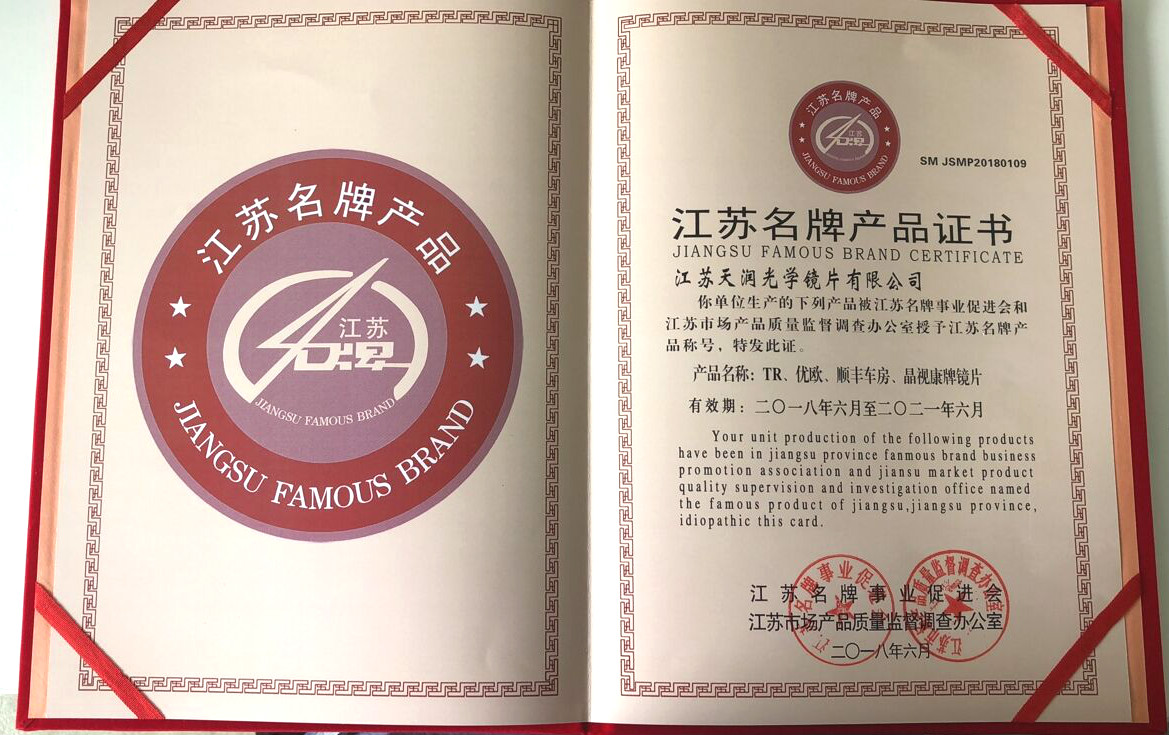 江苏名牌产品
江苏
名牌
JIANGSU FAMOUS BRAND
JIANGSU FAMOUS BRAND
江苏名牌产品
江苏
名牌
JIANGSU FAMOUS BRAND
SM JSMP20180109
江苏名牌产品证书
JIANGSU FAMOUS BRAND CERTIFICATE
江苏天润光学镜片有限公司
你单位生产的下列产品被江苏名牌事业促进会和
江苏市场产品质量监督调查办公室授予江苏名牌产
品称号，特发此证。
产品名称：TR、优欧、顺丰车房、晶视康牌镜片
有效期：二〇一八年六月至二〇二一年六月
Your unit production of the following products
have been in jiangsu province fanmous brand business
promotion association and jiansu market product
quality supervision and investigation office named
the famous product of jiangsu,jiangsu province,
idiopathic this card.
江苏名牌事业促进会
江苏市场产品质量监督调查办公室
二〇一八年六月